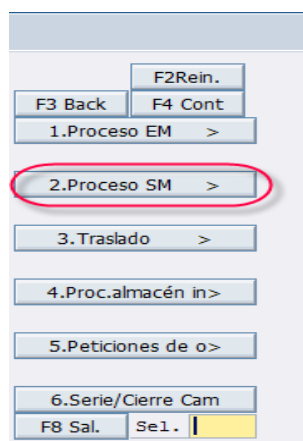 F2Rein.
F3 Back F4 Cont
1.Proceso EM >
2.Proceso SM >
3.Traslado >
4.Proc.almacén in>
5.Peticiones de o>
6.Serie/Cierre Cam
F8 Sal. Sel.